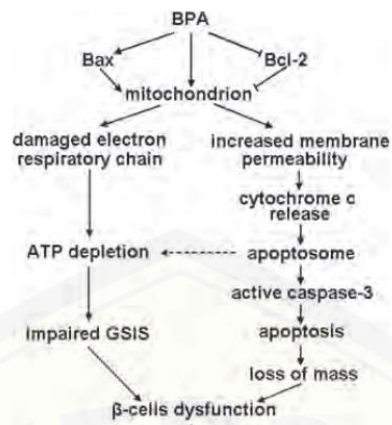 BPA
Bax
Bcl-2
mitochondrion
damaged electron
respiratory chain
increased membrane
permeability
cytochrome c
release
ATP depletion
apoptosome
active caspase-3
impaired GSIS
apoptosis
loss of mass
β-cells dysfunction